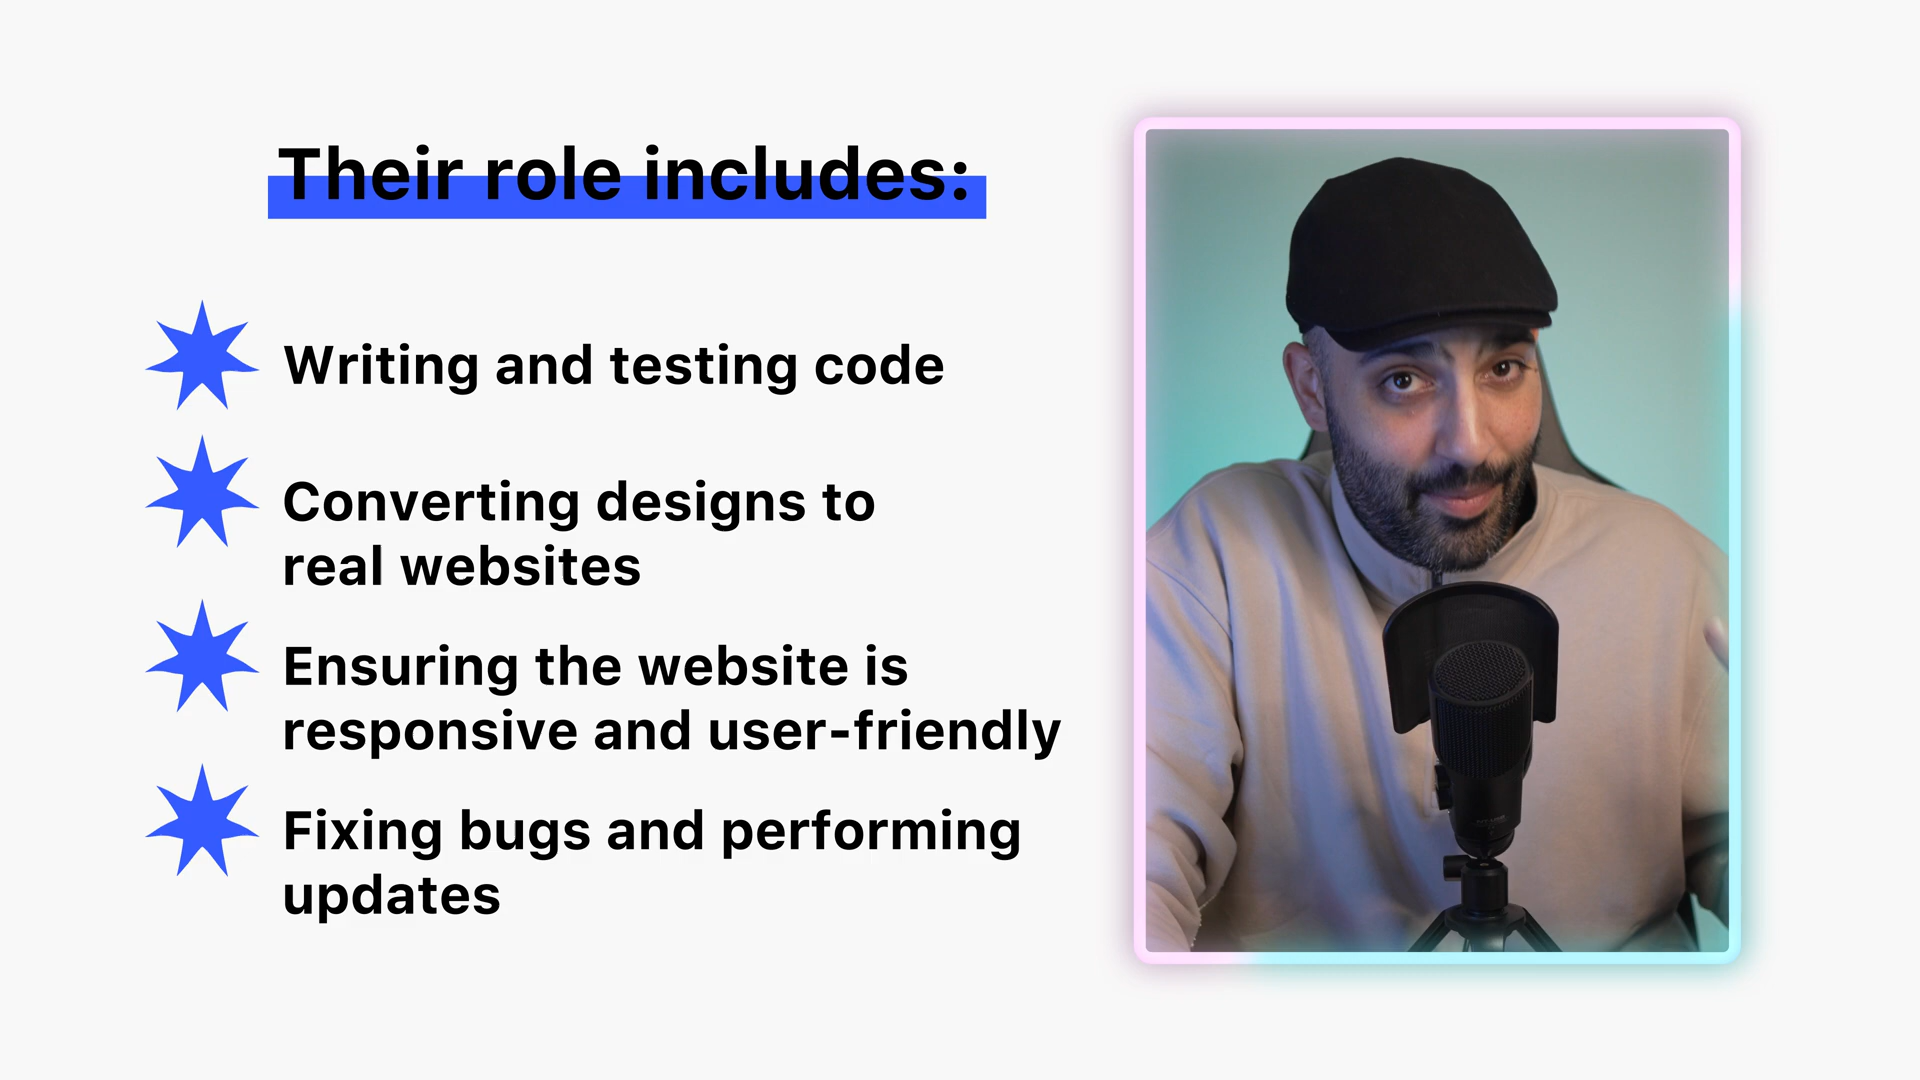 Their role includes:
Writing and testing code
Converting designs to
real websites
Ensuring the website is
responsive and user-friendly
Fixing bugs and performing
updates